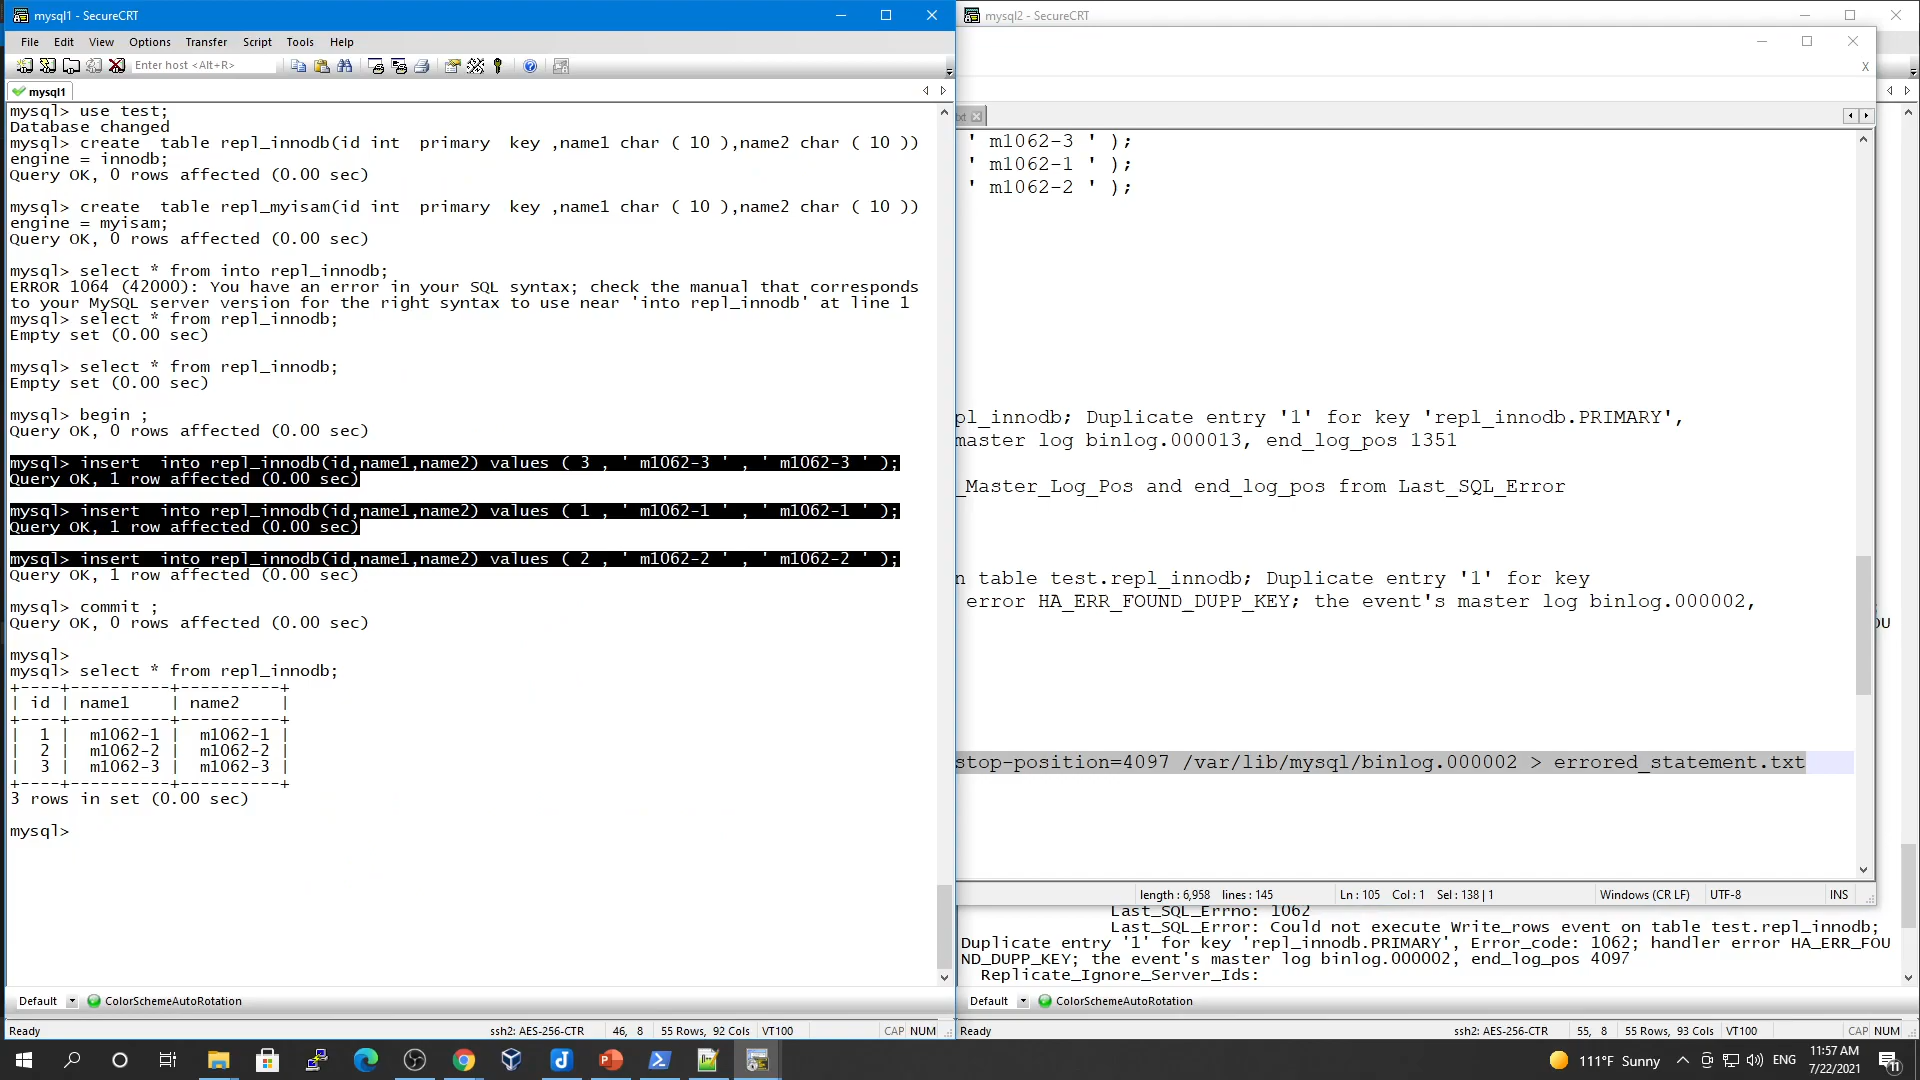 mysql1 - SecureCRT
File Edit View Options Transfer Script Tools Help
Enter host <Alt+R>
mysql1
mysql> use test;
Database changed
mysql> create  table repl_innodb(id int  primary  key ,name1 char ( 10 ),name2 char ( 10 ))
engine = innodb;
Query OK, 0 rows affected (0.00 sec)
mysql> create  table repl_myisam(id int  primary  key ,name1 char ( 10 ),name2 char ( 10 ))
engine = myisam;
Query OK, 0 rows affected (0.00 sec)
mysql> select * from into repl_innodb;
ERROR 1064 (42000): You have an error in your SQL syntax; check the manual that corresponds
to your MySQL server version for the right syntax to use near 'into repl_innodb' at line 1
mysql> select * from repl_innodb;
Empty set (0.00 sec)
mysql> select * from repl_innodb;
Empty set (0.00 sec)
mysql> begin ;
Query OK, 0 rows affected (0.00 sec)
mysql> insert  into repl_innodb(id,name1,name2) values ( 3 , ' m1062-3 ' , ' m1062-3 ' );
Query OK, 1 row affected (0.00 sec)
mysql> insert  into repl_innodb(id,name1,name2) values ( 1 , ' m1062-1 ' , ' m1062-1 ' );
Query OK, 1 row affected (0.00 sec)
mysql> insert  into repl_innodb(id,name1,name2) values ( 2 , ' m1062-2 ' , ' m1062-2 ' );
Query OK, 1 row affected (0.00 sec)
mysql> commit ;
Query OK, 0 rows affected (0.00 sec)
mysql>
mysql> select * from repl_innodb;
+----+----------+----------+
| id | name1    | name2    |
+----+----------+----------+
|  1 |  m1062-1 |  m1062-1 |
|  2 |  m1062-2 |  m1062-2 |
|  3 |  m1062-3 |  m1062-3 |
+----+----------+----------+
3 rows in set (0.00 sec)
mysql>
Default ColorSchemeAutoRotation
Ready ssh2: AES-256-CTR 46, 8 55 Rows, 92 Cols VT100 CAP NUM
mysql2 - SecureCRT
X
' m1062-3 ' );
' m1062-1 ' );
' m1062-2 ' );
pl_innodb; Duplicate entry '1' for key 'repl_innodb.PRIMARY',
master log binlog.000013, end_log_pos 1351
_Master_Log_Pos and end_log_pos from Last_SQL_Error
n table test.repl_innodb; Duplicate entry '1' for key
error HA_ERR_FOUND_DUPP_KEY; the event's master log binlog.000002,
OU
stop-position=4097 /var/lib/mysql/binlog.000002 > errored_statement.txt
length : 6,958 lines : 145 Ln : 105 Col : 1 Sel : 138 | 1 Windows (CR LF) UTF-8 INS
Last_SQL_Errno: 1062
Last_SQL_Error: Could not execute Write_rows event on table test.repl_innodb;
Duplicate entry '1' for key 'repl_innodb.PRIMARY', Error_code: 1062; handler error HA_ERR_FOU
ND_DUPP_KEY; the event's master log binlog.000002, end_log_pos 4097
Replicate_Ignore_Server_Ids:
Default ColorSchemeAutoRotation
Ready ssh2: AES-256-CTR 55, 8 55 Rows, 93 Cols VT100 CAP NUM
111°F Sunny ENG 11:57 AM
7/22/2021
11